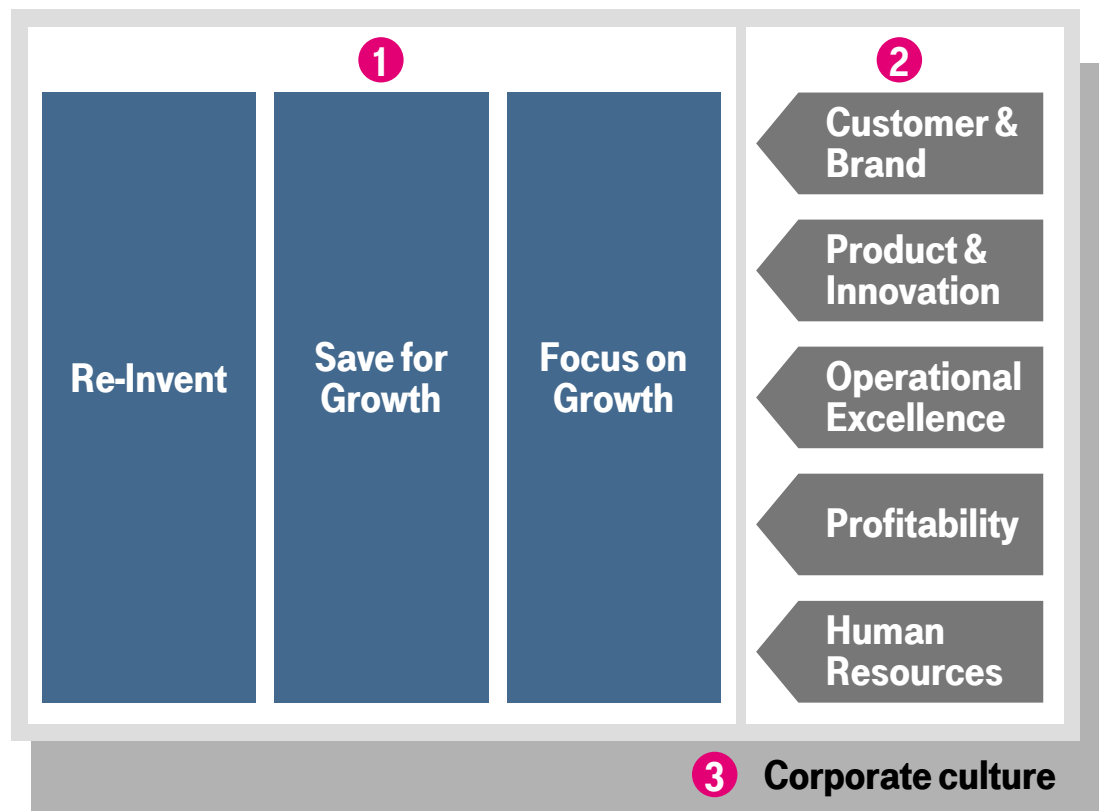 1
Re-Invent
Save for
Growth
Focus on
Growth
2
Customer &
Brand
Product &
Innovation
Operational
Excellence
Profitability
Human
Resources
3 Corporate culture